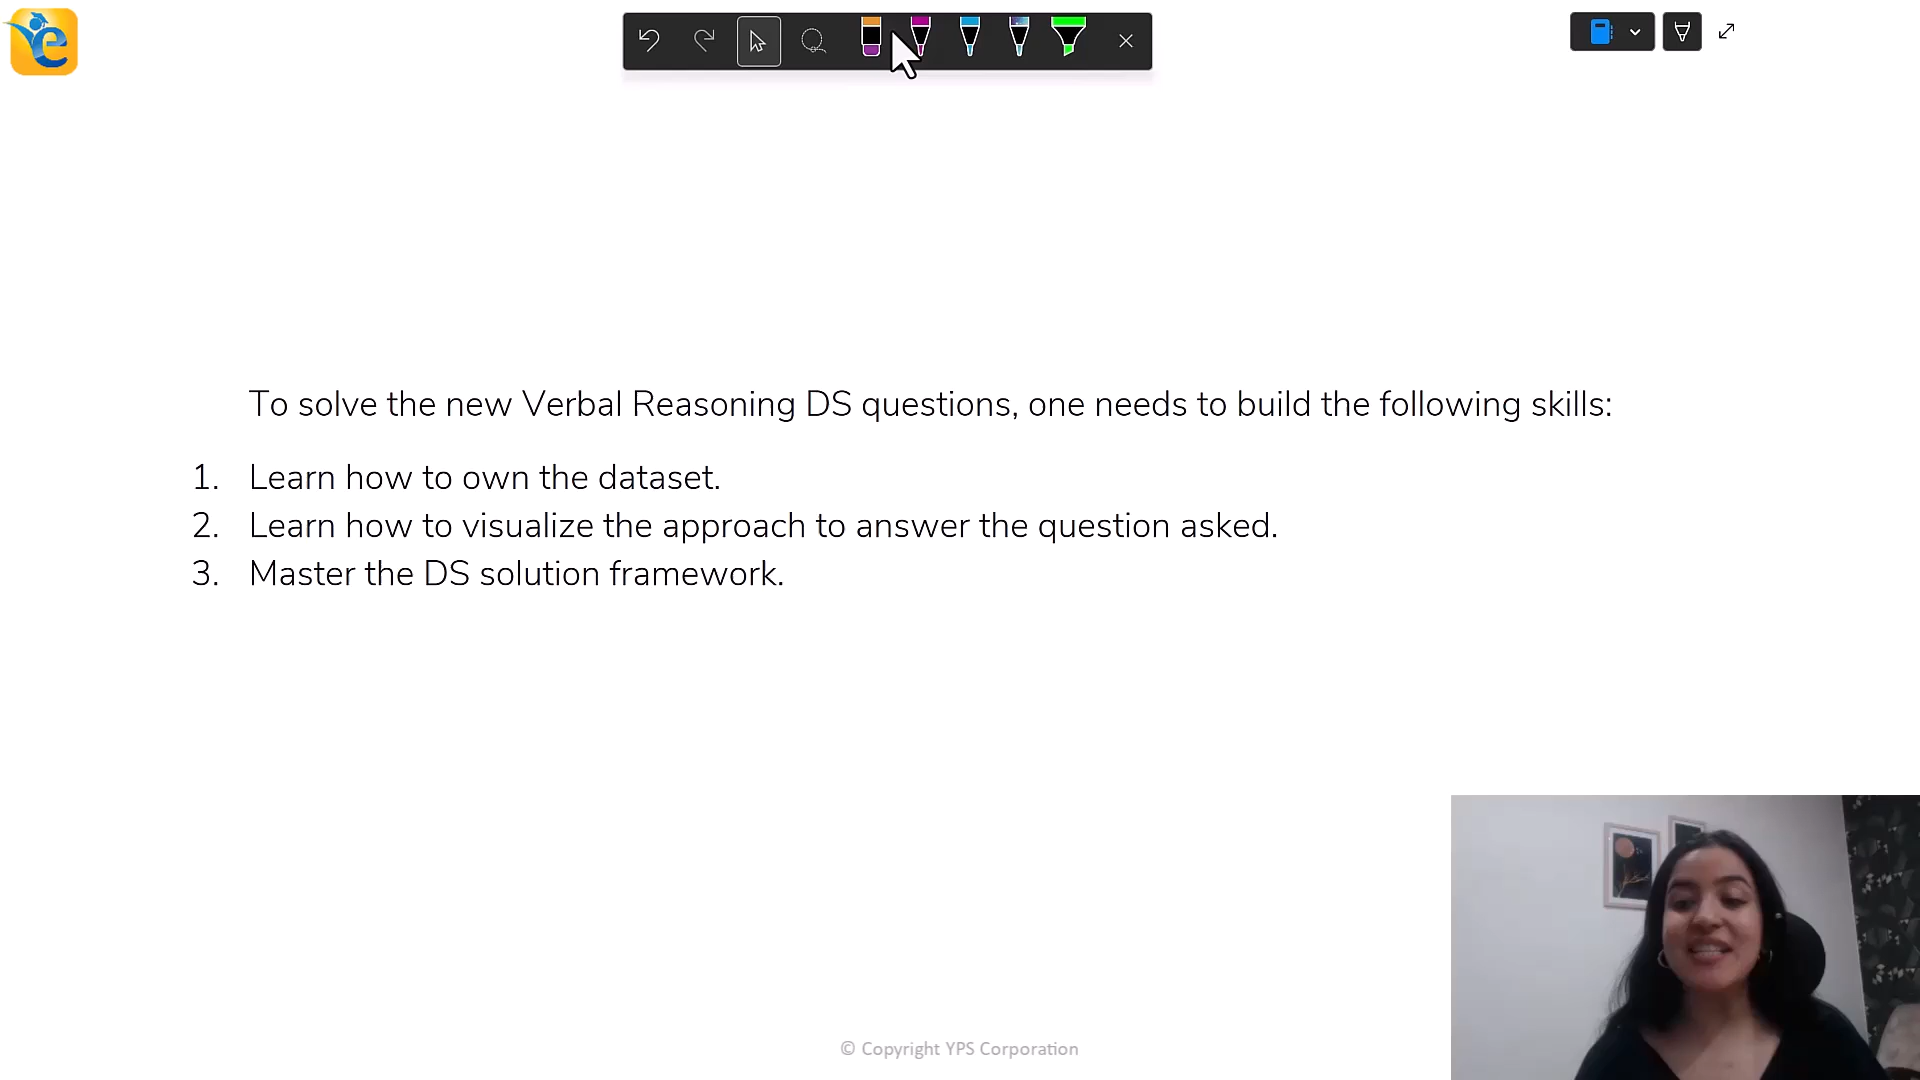 To solve the new Verbal Reasoning DS questions, one needs to build the following skills:
1. Learn how to own the dataset.
2. Learn how to visualize the approach to answer the question asked.
3. Master the DS solution framework.
© Copyright YPS Corporation